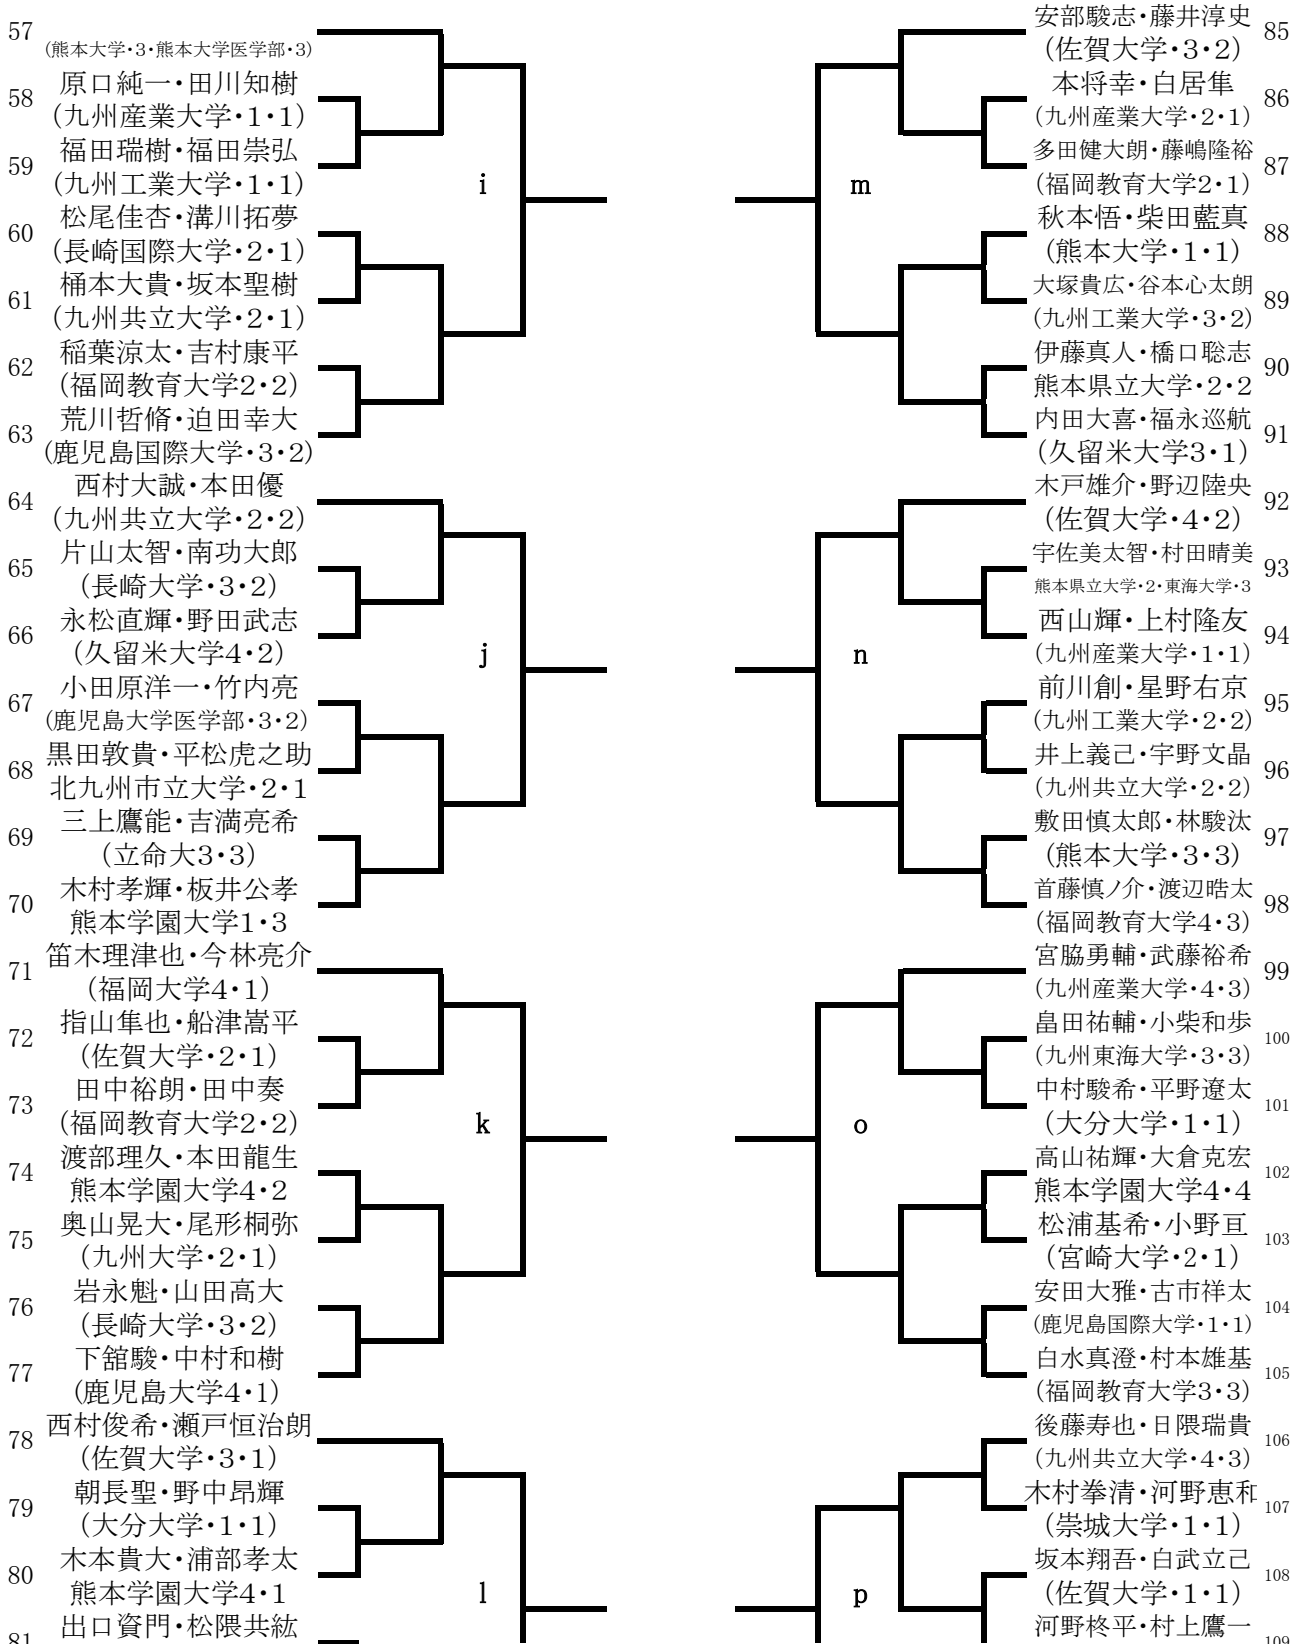 57
(熊本大学・3・熊本大学医学部・3)
原口純一・田川知樹
58
(九州産業大学・1・1)
福田瑞樹・福田崇弘
59
(九州工業大学・1・1)
i
松尾佳杏・溝川拓夢
60
(長崎国際大学・2・1)
桶本大貴・坂本聖樹
61
(九州共立大学・2・1)
稲葉涼太・吉村康平
62
(福岡教育大学2・2)
荒川哲脩・迫田幸大
63
(鹿児島国際大学・3・2)
西村大誠・本田優
64
(九州共立大学・2・2)
片山太智・南功大郎
65
(長崎大学・3・2)
永松直輝・野田武志
66
(久留米大学4・2)
j
小田原洋一・竹内亮
67
(鹿児島大学医学部・3・2)
黒田敦貴・平松虎之助
68
北九州市立大学・2・1
三上鷹能・吉満亮希
69
(立命大3・3)
木村孝輝・板井公孝
70
熊本学園大学1・3
笛木理津也・今林亮介
71
(福岡大学4・1)
指山隼也・船津嵩平
72
(佐賀大学・2・1)
田中裕朗・田中奏
73
(福岡教育大学2・2)
k
渡部理久・本田龍生
74
熊本学園大学4・2
奥山晃大・尾形桐弥
75
(九州大学・2・1)
岩永魁・山田高大
76
(長崎大学・3・2)
下舘駿・中村和樹
77
(鹿児島大学4・1)
西村俊希・瀬戸恒治朗
78
(佐賀大学・3・1)
朝長聖・野中昂輝
79
(大分大学・1・1)
木本貴大・浦部孝太
80
熊本学園大学4・1
l
出口資門・松隈共紘
81
安部駿志・藤井淳史
85
(佐賀大学・3・2)
本将幸・白居隼
86
(九州産業大学・2・1)
多田健大朗・藤嶋隆裕
87
(福岡教育大学2・1)
m
秋本悟・柴田藍真
88
(熊本大学・1・1)
大塚貴広・谷本心太朗
89
(九州工業大学・3・2)
伊藤真人・橋口聡志
90
熊本県立大学・2・2
内田大喜・福永巡航
91
(久留米大学3・1)
木戸雄介・野辺陸央
92
(佐賀大学・4・2)
宇佐美太智・村田晴美
93
熊本県立大学・2・東海大学・3
西山輝・上村隆友
94
(九州産業大学・1・1)
n
前川創・星野右京
95
(九州工業大学・2・2)
井上義己・宇野文晶
96
(九州共立大学・2・2)
敷田慎太郎・林駿汰
97
(熊本大学・3・3)
首藤慎ノ介・渡辺晧太
98
(福岡教育大学4・3)
宮脇勇輔・武藤裕希
99
(九州産業大学・4・3)
畠田祐輔・小柴和歩
100
(九州東海大学・3・3)
中村駿希・平野遼太
101
(大分大学・1・1)
o
高山祐輝・大倉克宏
102
熊本学園大学4・4
松浦基希・小野亘
103
(宮崎大学・2・1)
安田大雅・古市祥太
104
(鹿児島国際大学・1・1)
白水真澄・村本雄基
105
(福岡教育大学3・3)
後藤寿也・日隈瑞貴
106
(九州共立大学・4・3)
木村拳清・河野恵和
107
(崇城大学・1・1)
坂本翔吾・白武立己
108
(佐賀大学・1・1)
p
河野柊平・村上鷹一
109